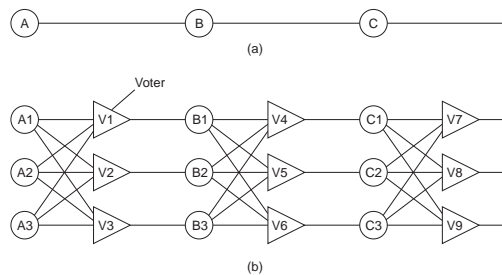 A B C
(a)
Voter
A1 V1 B1 V4 C1 V7
A2 V2 B2 V5 C2 V8
A3 V3 B3 V6 C3 V9
(b)